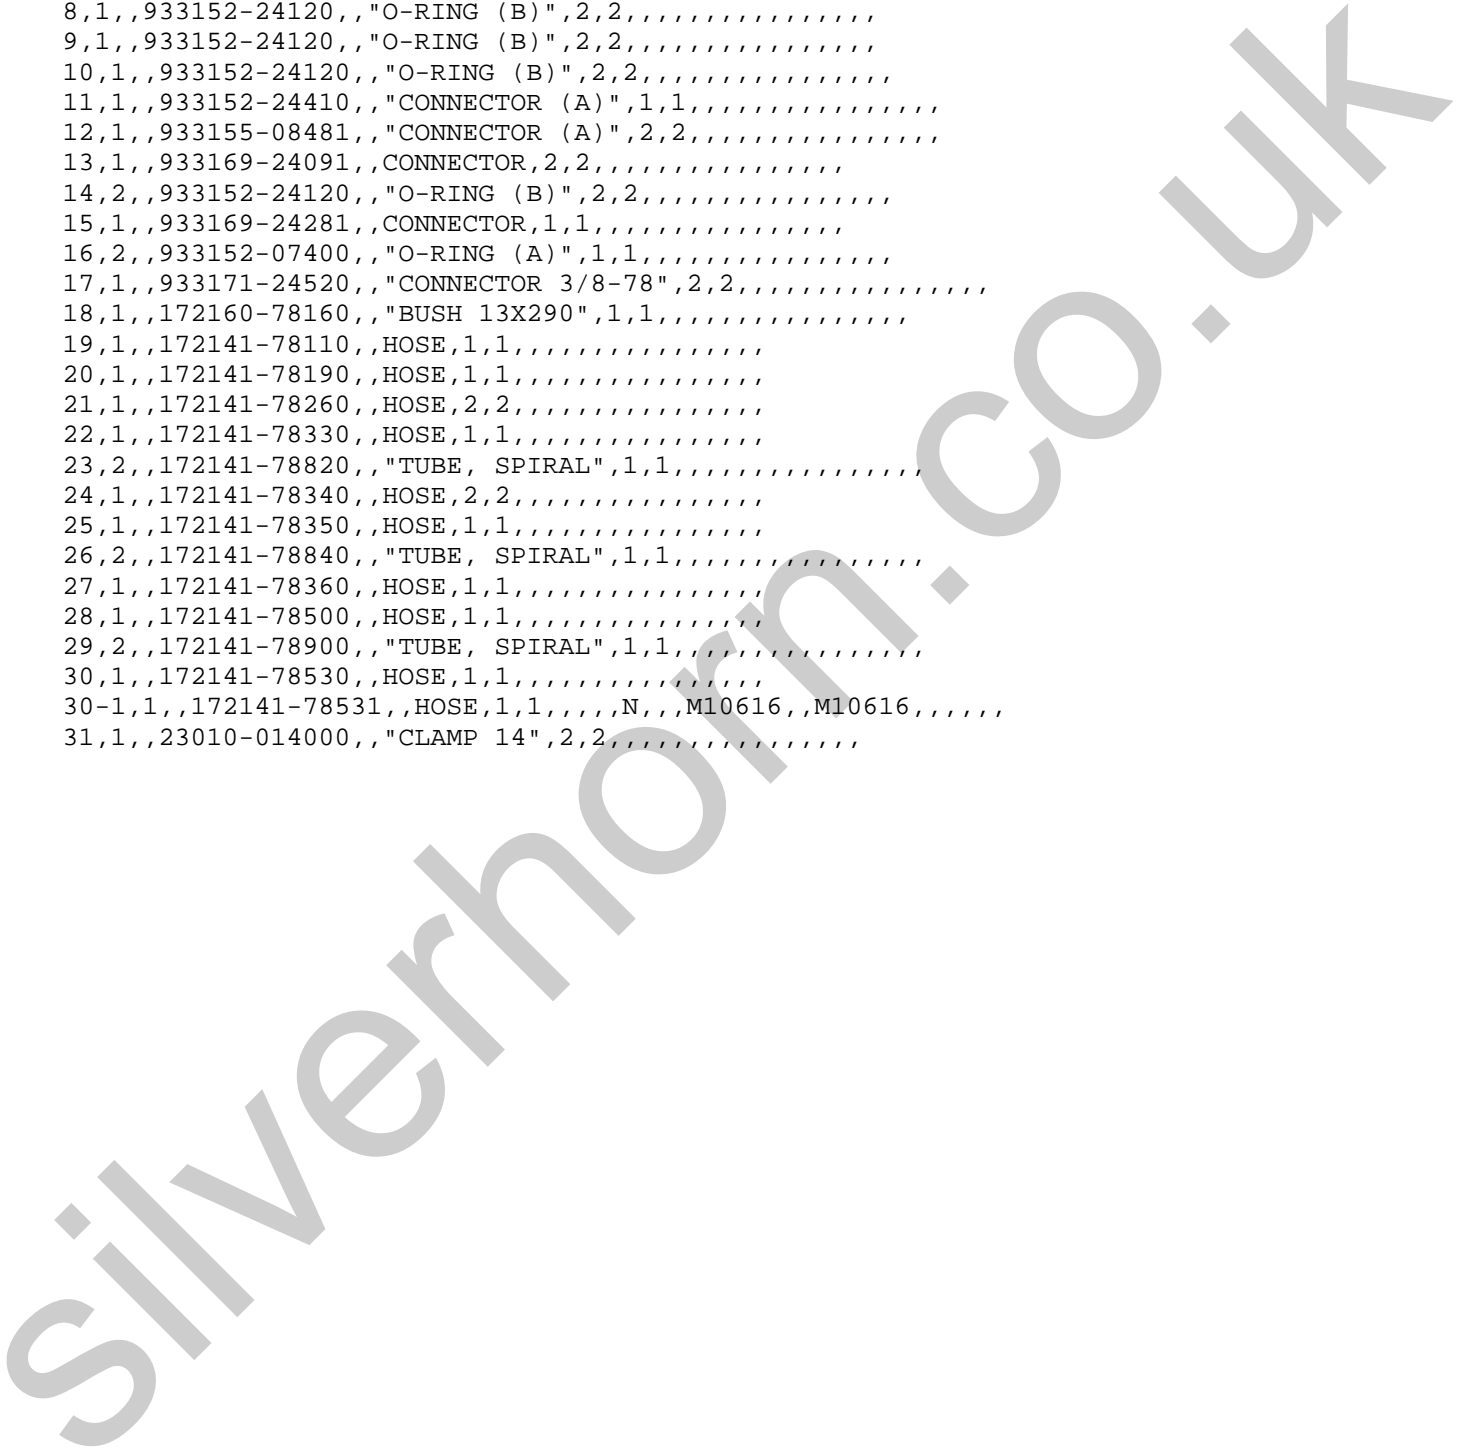 8,1,,933152-24120,,"O-RING (B)",2,2,,,,,,,,,,,,,,,,
9,1,,933152-24120,,"O-RING (B)",2,2,,,,,,,,,,,,,,,,
10,1,,933152-24120,,"O-RING (B)",2,2,,,,,,,,,,,,,,,,
11,1,,933152-24410,,"CONNECTOR (A)",1,1,,,,,,,,,,,,,,,,
12,1,,933155-08481,,"CONNECTOR (A)",2,2,,,,,,,,,,,,,,,,
13,1,,933169-24091,,CONNECTOR,2,2,,,,,,,,,,,,,,,,
14,2,,933152-24120,,"O-RING (B)",2,2,,,,,,,,,,,,,,,,
15,1,,933169-24281,,CONNECTOR,1,1,,,,,,,,,,,,,,,,
16,2,,933152-07400,,"O-RING (A)",1,1,,,,,,,,,,,,,,,,
17,1,,933171-24520,,"CONNECTOR 3/8-78",2,2,,,,,,,,,,,,,,,,
18,1,,172160-78160,,"BUSH 13X290",1,1,,,,,,,,,,,,,,,,
19,1,,172141-78110,,HOSE,1,1,,,,,,,,,,,,,,,,
20,1,,172141-78190,,HOSE,1,1,,,,,,,,,,,,,,,,
21,1,,172141-78260,,HOSE,2,2,,,,,,,,,,,,,,,,
22,1,,172141-78330,,HOSE,1,1,,,,,,,,,,,,,,,,
23,2,,172141-78820,,"TUBE, SPIRAL",1,1,,,,,,,,,,,,,,,,
24,1,,172141-78340,,HOSE,2,2,,,,,,,,,,,,,,,,
25,1,,172141-78350,,HOSE,1,1,,,,,,,,,,,,,,,,
26,2,,172141-78840,,"TUBE, SPIRAL",1,1,,,,,,,,,,,,,,,,
27,1,,172141-78360,,HOSE,1,1,,,,,,,,,,,,,,,,
28,1,,172141-78500,,HOSE,1,1,,,,,,,,,,,,,,,,
29,2,,172141-78900,,"TUBE, SPIRAL",1,1,,,,,,,,,,,,,,,,
30,1,,172141-78530,,HOSE,1,1,,,,,,,,,,,,,,,,
30-1,1,,172141-78531,,HOSE,1,1,,,,,N,,,M10616,,M10616,,,,,,
31,1,,23010-014000,,"CLAMP 14",2,2,,,,,,,,,,,,,,,,
silverhorn.co.uk